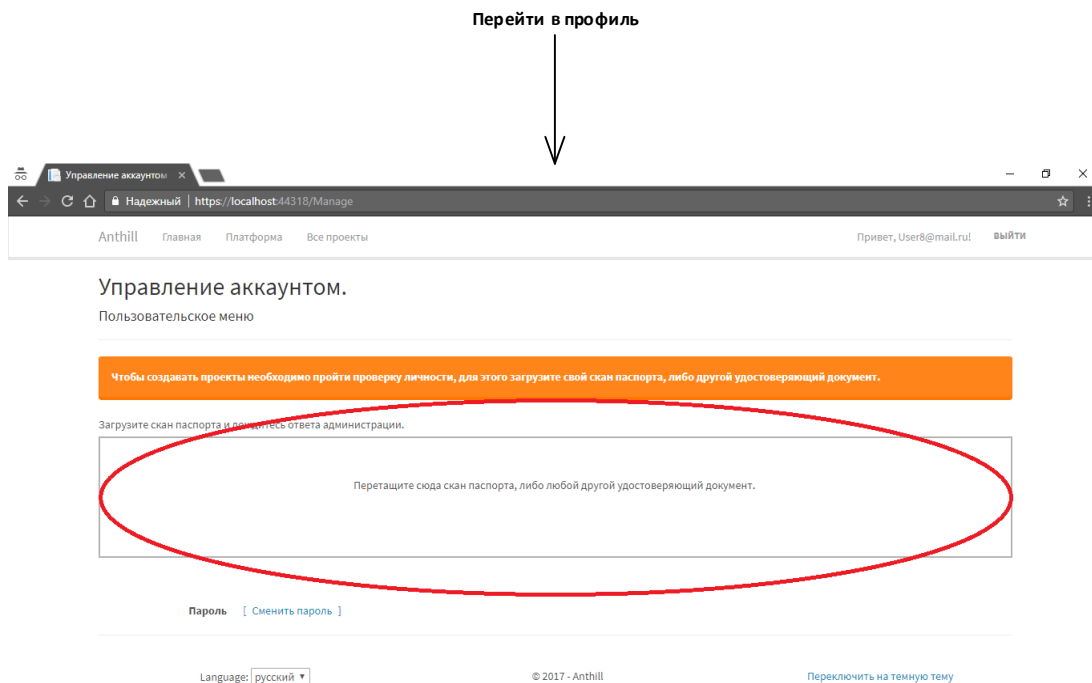 Перейти в профиль
Управление аккаунтом
Надежный | https://localhost:44318/Manage
Anthill Главная Платформа Все проекты Привет, User8@mail.ru! ВЫЙТИ
Управление аккаунтом.
Пользовательское меню
Чтобы создавать проекты необходимо пройти проверку личности, для этого загрузите свой скан паспорта, либо другой удостоверяющий документ.
Загрузите скан паспорта и дождитесь ответа администрации.
Перетащите сюда скан паспорта, либо любой другой удостоверяющий документ.
Пароль [ Сменить пароль ]
Language: русский © 2017 - Anthill Переключить на темную тему